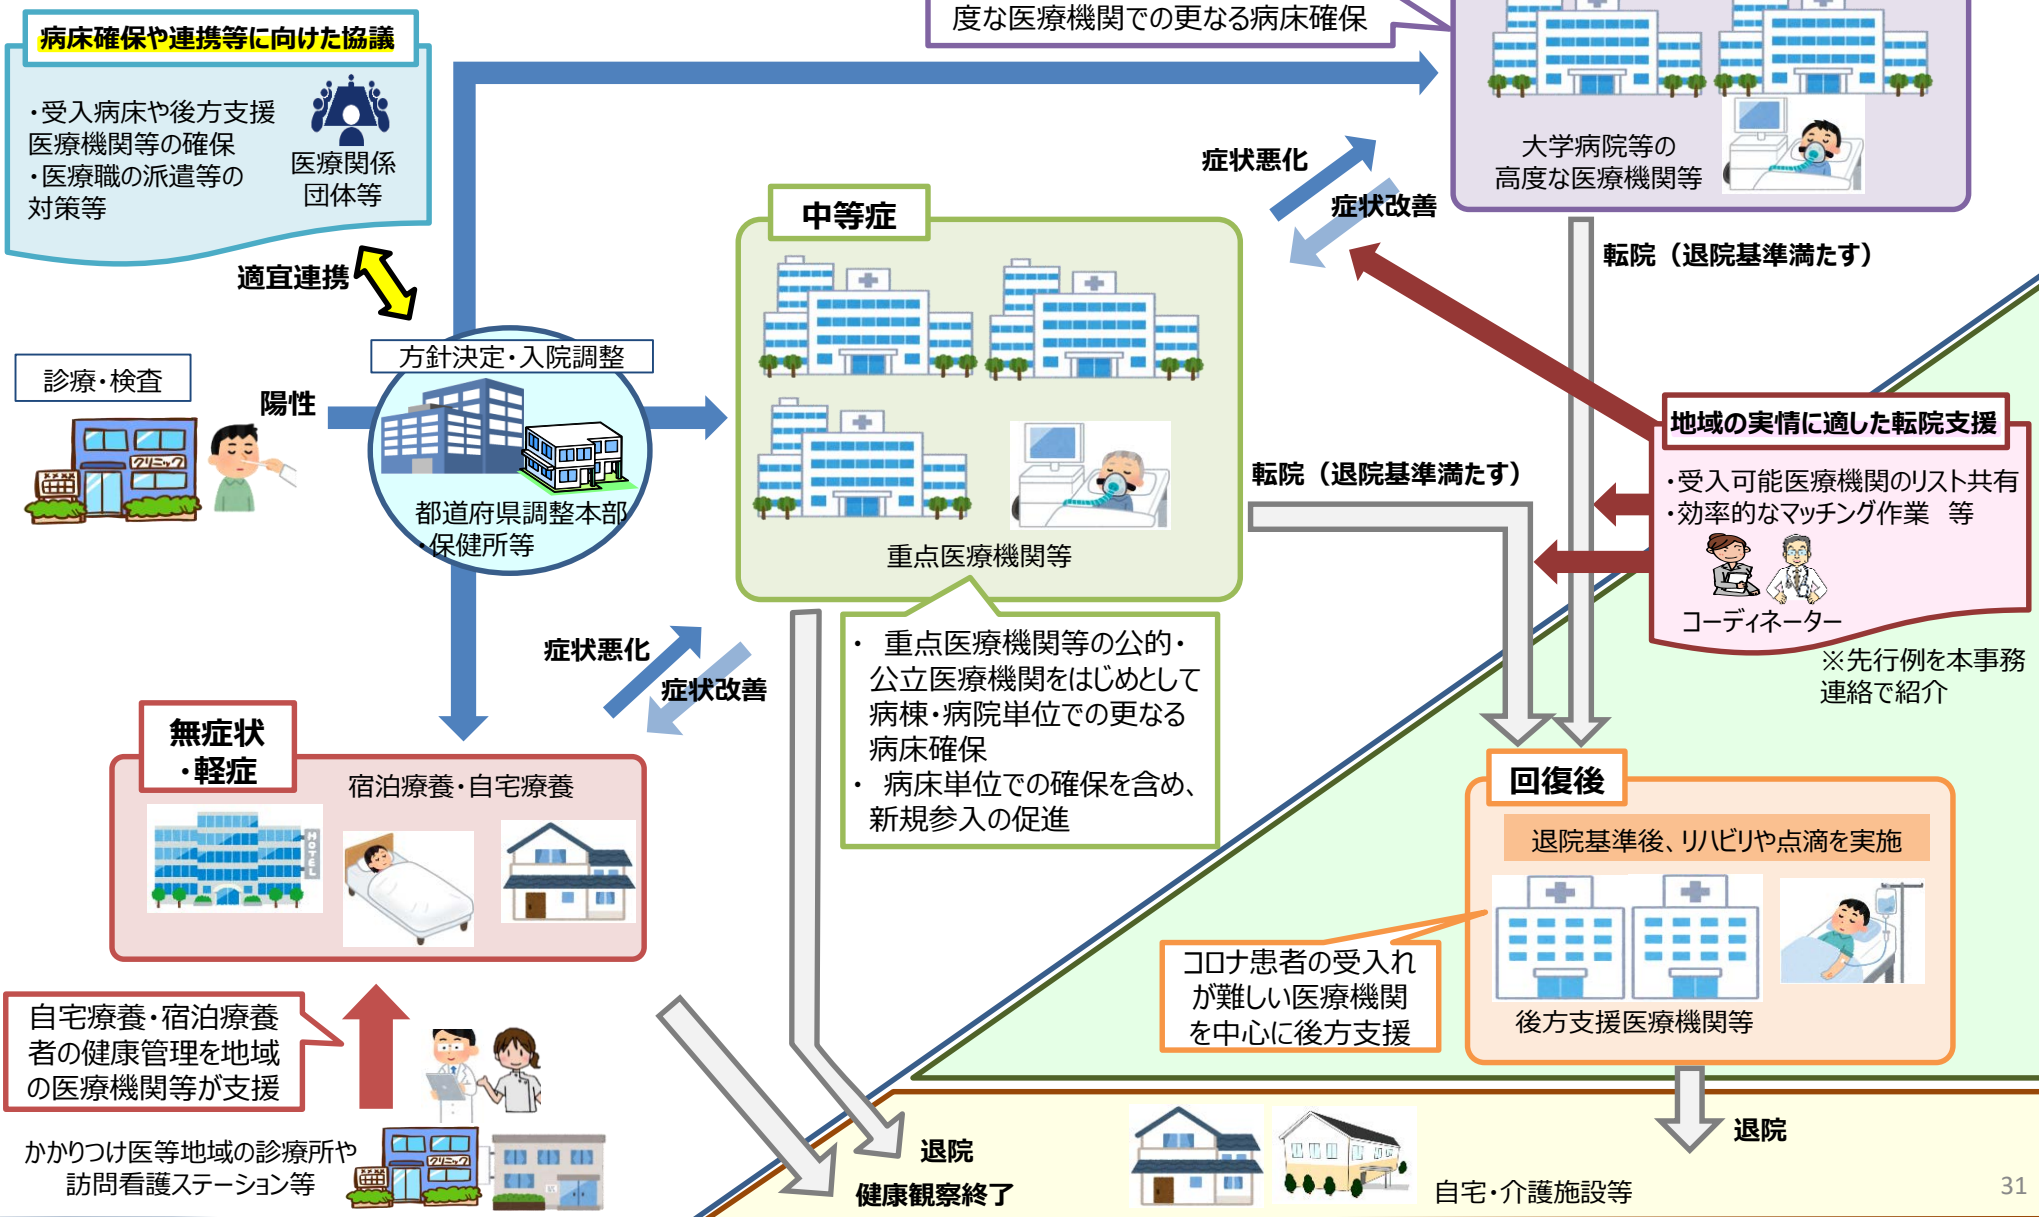 度な医療機関での更なる病床確保
病床確保や連携等に向けた協議
・受入病床や後方支援
医療機関等の確保
・医療職の派遣等の
対策等
医療関係
団体等
適宜連携
大学病院等の
高度な医療機関等
症状悪化
症状改善
転院（退院基準満たす）
中等症
重点医療機関等
診療・検査
クリニック
陽性
方針決定・入院調整
都道府県調整本部
・保健所等
地域の実情に適した転院支援
・受入可能医療機関のリスト共有
・効率的なマッチング作業　等
コーディネーター
※先行例を本事務
連絡で紹介
転院（退院基準満たす）
・ 重点医療機関等の公的・
公立医療機関をはじめとして
病棟・病院単位での更なる
病床確保
・ 病床単位での確保を含め、
新規参入の促進
症状悪化
症状改善
無症状
・軽症
宿泊療養・自宅療養
HOTEL
回復後
退院基準後、リハビリや点滴を実施
後方支援医療機関等
コロナ患者の受入れ
が難しい医療機関
を中心に後方支援
自宅療養・宿泊療養
者の健康管理を地域
の医療機関等が支援
かかりつけ医等地域の診療所や
訪問看護ステーション等
クリニック
退院
健康観察終了
自宅・介護施設等
退院
31